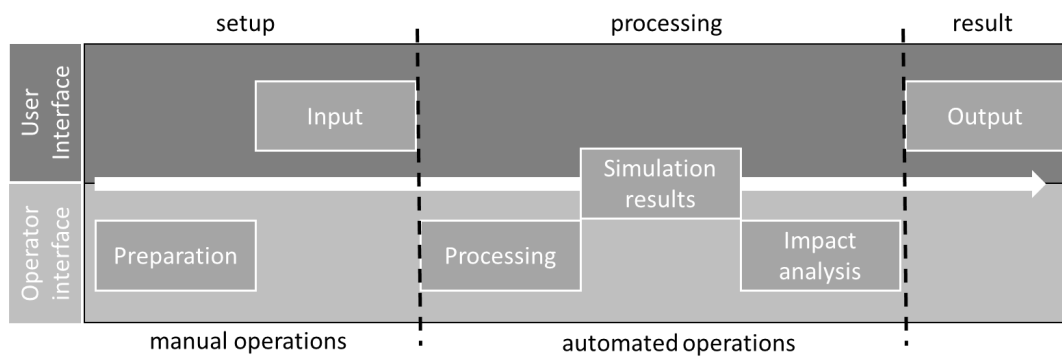 setup
processing
result
User
Interface
Input
Output
Simulation
results
Operator
interface
Preparation
Processing
Impact
analysis
manual operations
automated operations